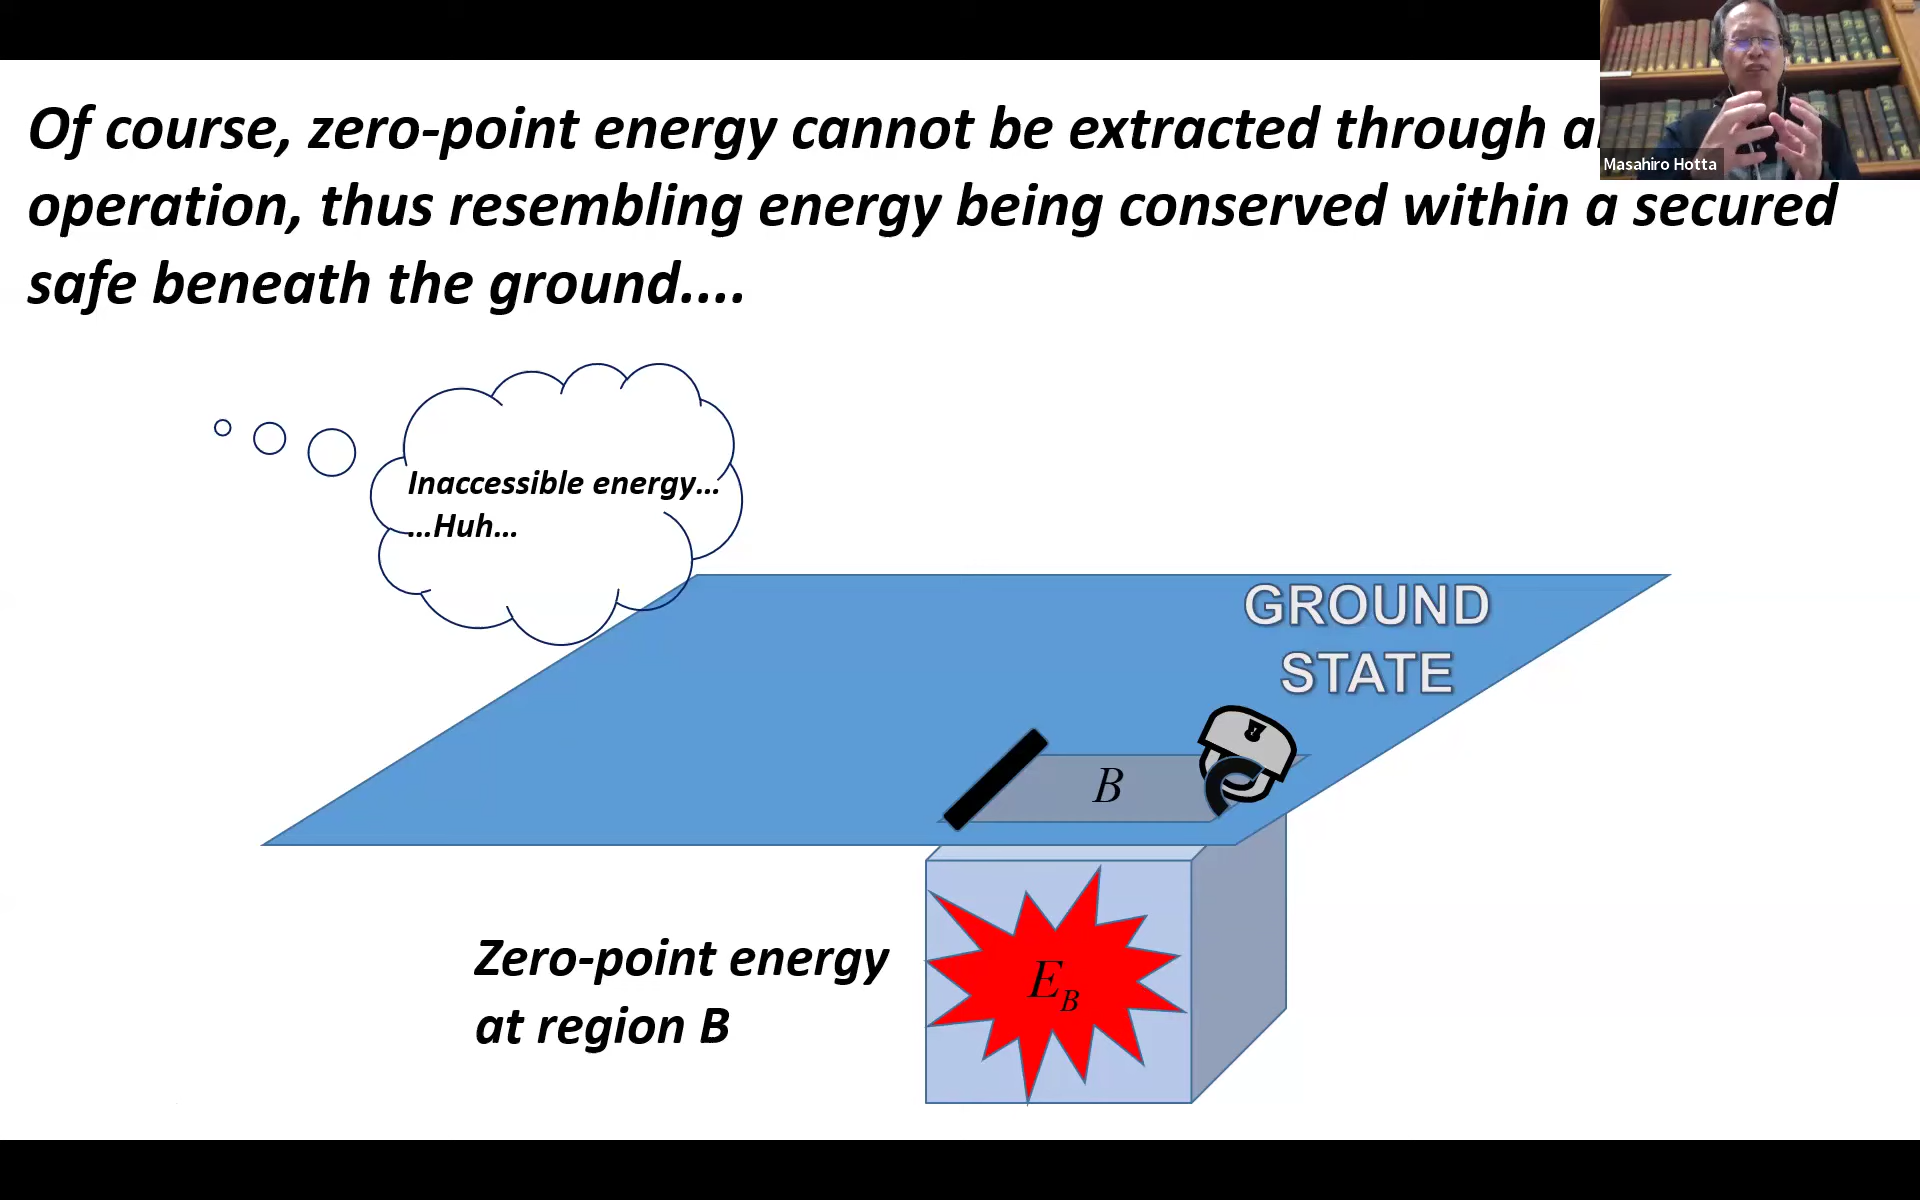 Of course, zero-point energy cannot be extracted through
operation, thus resembling energy being conserved within a secured
safe beneath the ground....
Masahiro Hotta
Inaccessible energy...
...Huh...
GROUND
STATE
B
E_B
Zero-point energy
at region B